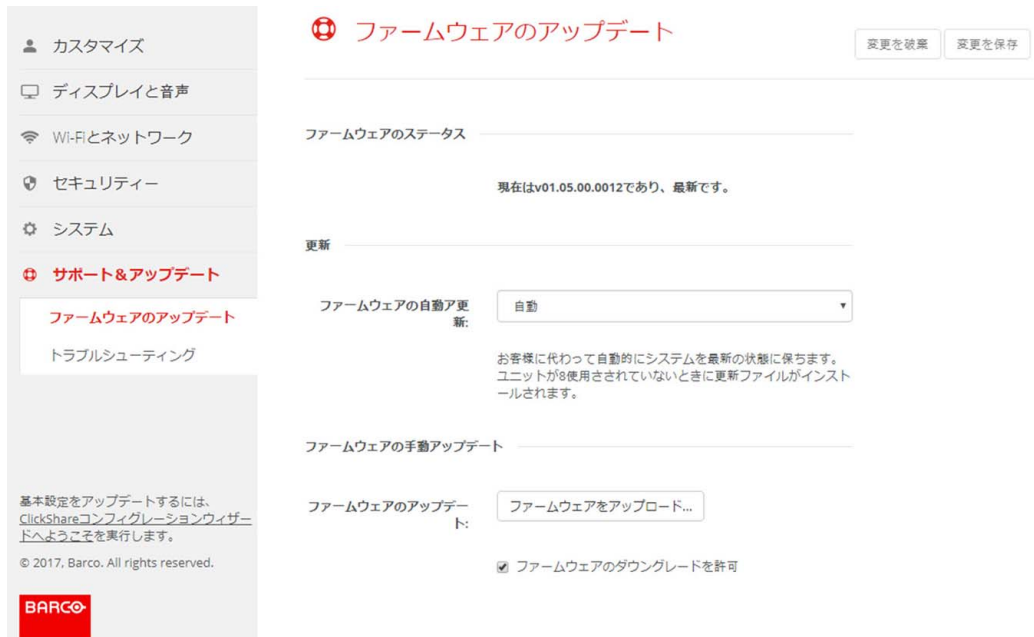 カスタマイズ
ディスプレイと音声
Wi-Fiとネットワーク
セキュリティー
システム
サポート&アップデート
ファームウェアのアップデート
トラブルシューティング
基本設定をアップデートするには、
ClickShareコンフィグレーションウィザー
ドへようこそを実行します。
© 2017, Barco. All rights reserved.
BARCO
ファームウェアのアップデート
変更を破棄
変更を保存
ファームウェアのステータス
現在はv01.05.00.0012であり、最新です。
更新
ファームウェアの自動ア更
新:
自動
お客様に代わって自動的にシステムを最新の状態に保ちます。
ユニットが8使用さされていないときに更新ファイルがインスト
ールされます。
ファームウェアの手動アップデート
ファームウェアのアップデー
ト:
ファームウェアをアップロード...
ファームウェアのダウングレードを許可